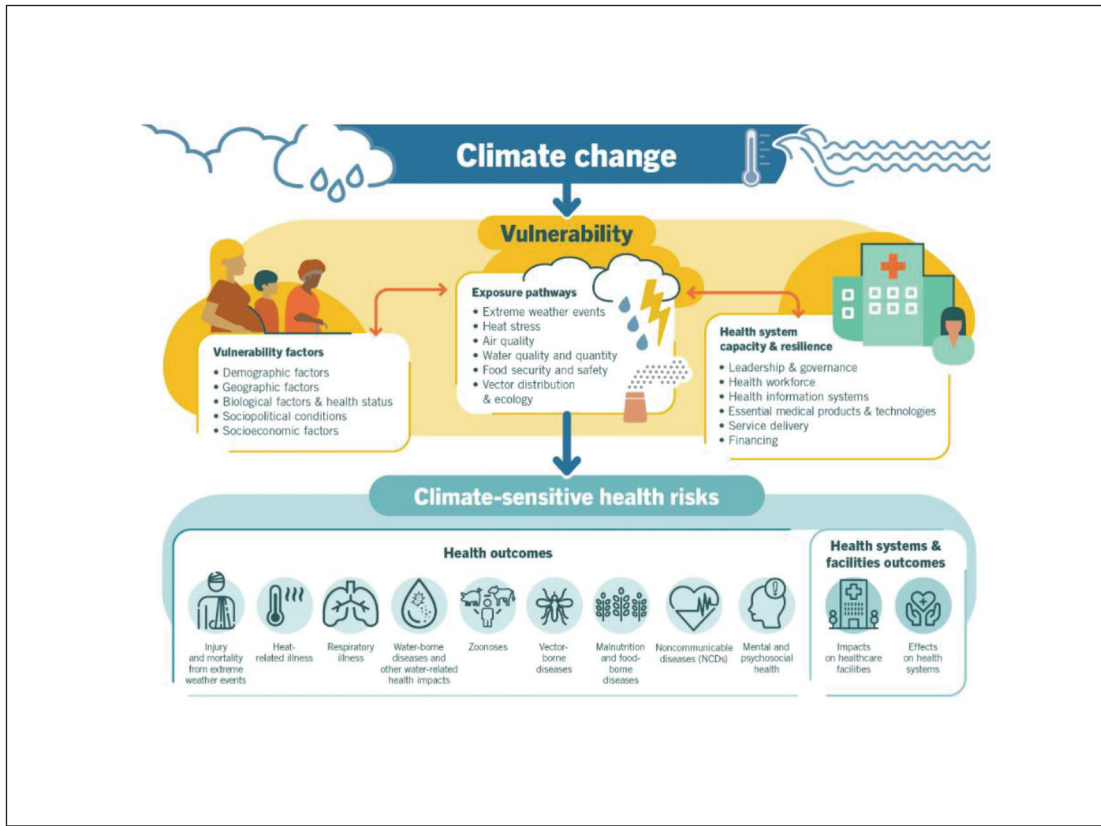 Climate change
Vulnerability
Exposure pathways
• Extreme weather events
• Heat stress
• Air quality
• Water quality and quantity
• Food security and safety
• Vector distribution
& ecology
Vulnerability factors
• Demographic factors
• Geographic factors
• Biological factors & health status
• Sociopolitical conditions
• Socioeconomic factors
Health system
capacity & resilience
• Leadership & governance
• Health workforce
• Health information systems
• Essential medical products & technologies
• Service delivery
• Financing
Climate-sensitive health risks
Health outcomes
Injury
and mortality
from extreme
weather events
Heat-
related illness
Respiratory
illness
Water-borne
diseases and
other water-related
health impacts
Zoonoses
Vector-
borne
diseases
Malnutrition
and food-
borne
diseases
Noncommunicable
diseases (NCDs)
Mental and
psychosocial
health
Health systems &
facilities outcomes
Impacts
on healthcare
facilities
Effects
on health
systems